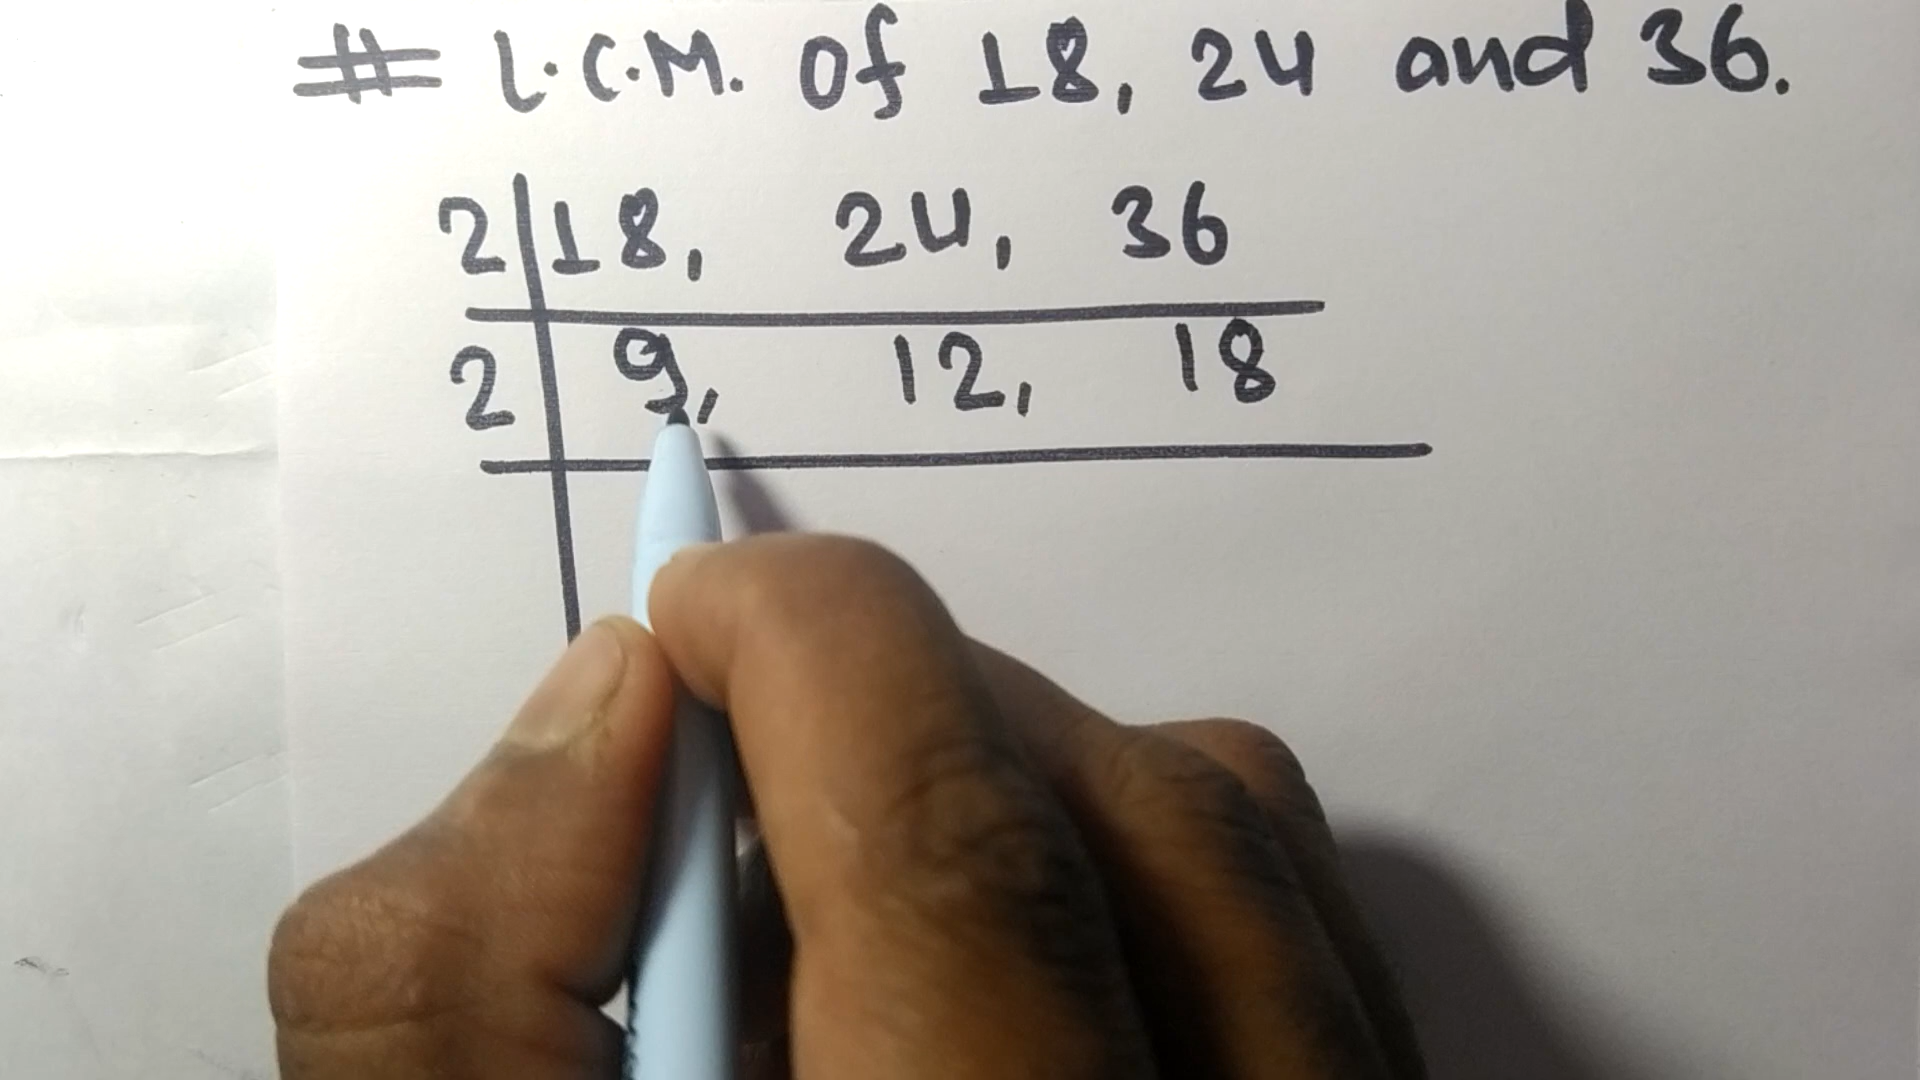 # L.C.M. Of 18, 24 and 36.
2 18, 24, 36
2 9, 12, 18